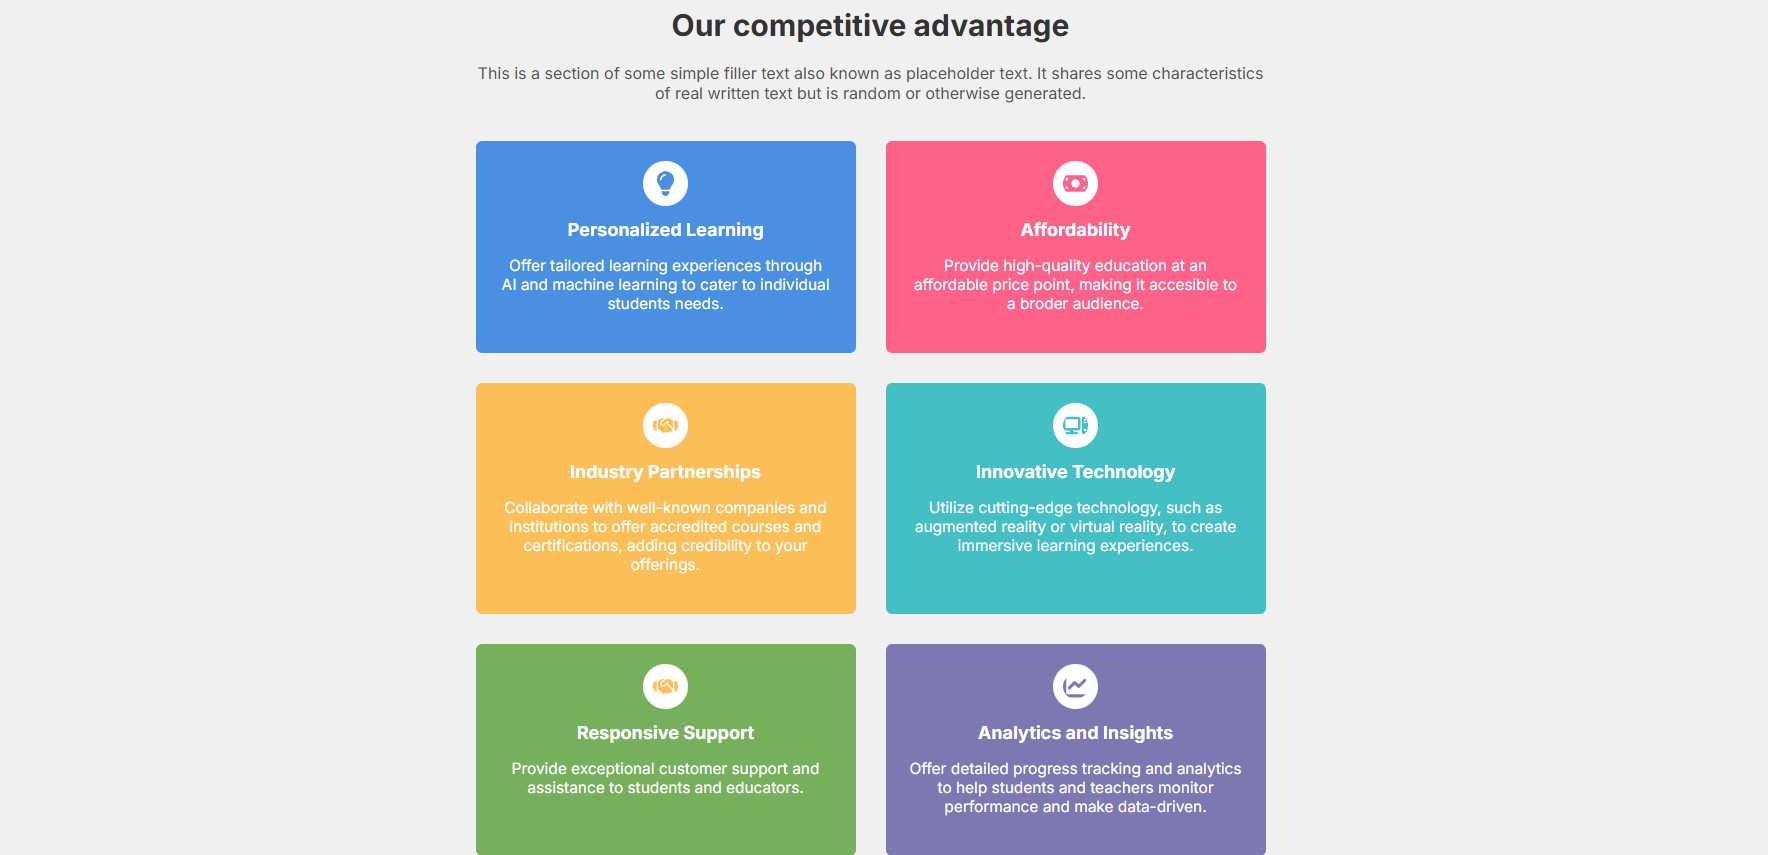 Our competitive advantage
This is a section of some simple filler text also known as placeholder text. It shares some characteristics
of real written text but is random or otherwise generated.
Personalized Learning
Offer tailored learning experiences through
AI and machine learning to cater to individual
students needs.
Affordability
Provide high-quality education at an
affordable price point, making it accesible to
a broder audience.
Industry Partnerships
Collaborate with well-known companies and
institutions to offer accredited courses and
certifications, adding credibility to your
offerings.
Innovative Technology
Utilize cutting-edge technology, such as
augmented reality or virtual reality, to create
immersive learning experiences.
Responsive Support
Provide exceptional customer support and
assistance to students and educators.
Analytics and Insights
Offer detailed progress tracking and analytics
to help students and teachers monitor
performance and make data-driven.